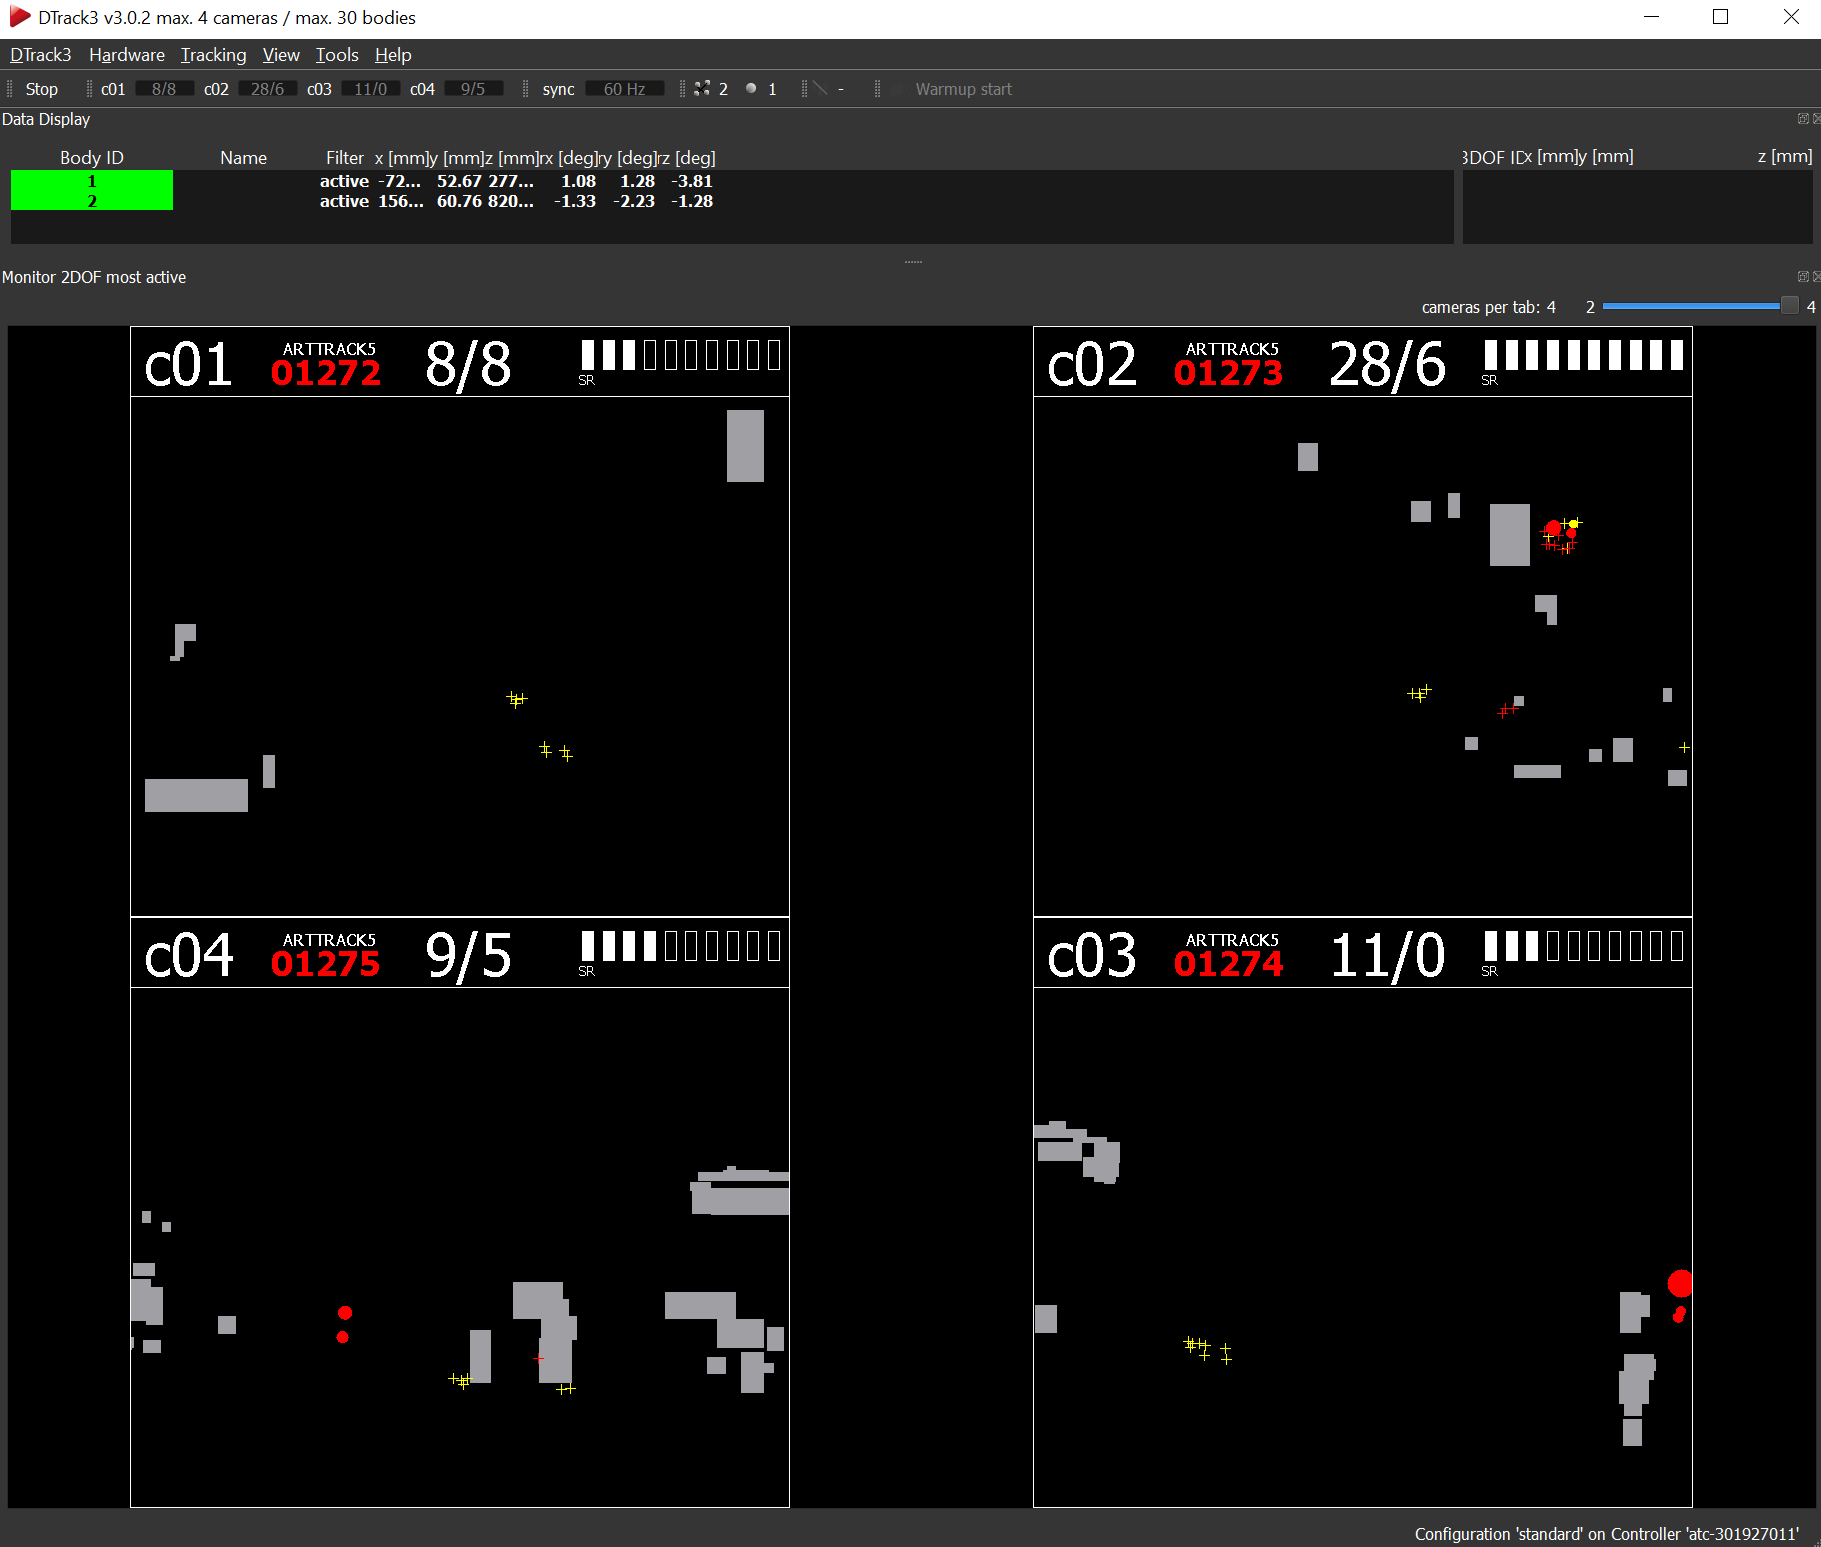 DTrack3 v3.0.2 max. 4 cameras / max. 30 bodies
DTrack3 Hardware Tracking View Tools Help
Stop c01 8/8 c02 28/6 c03 11/0 c04 9/5 sync 60 Hz 2 1 - Warmup start
Data Display
Body ID Name Filter x [mm] y [mm] z [mm] rx [deg] ry [deg] rz [deg] 3DOF ID x [mm] y [mm] z [mm]
1 active -72... 52.67 277... 1.08 1.28 -3.81
2 active 156... 60.76 820... -1.33 -2.23 -1.28
Monitor 2DOF most active
cameras per tab: 4 2 4
c01 ARTTRACK5 01272 8/8 SR
c02 ARTTRACK5 01273 28/6 SR
c04 ARTTRACK5 01275 9/5 SR
c03 ARTTRACK5 01274 11/0 SR
Configuration 'standard' on Controller 'atc-301927011'